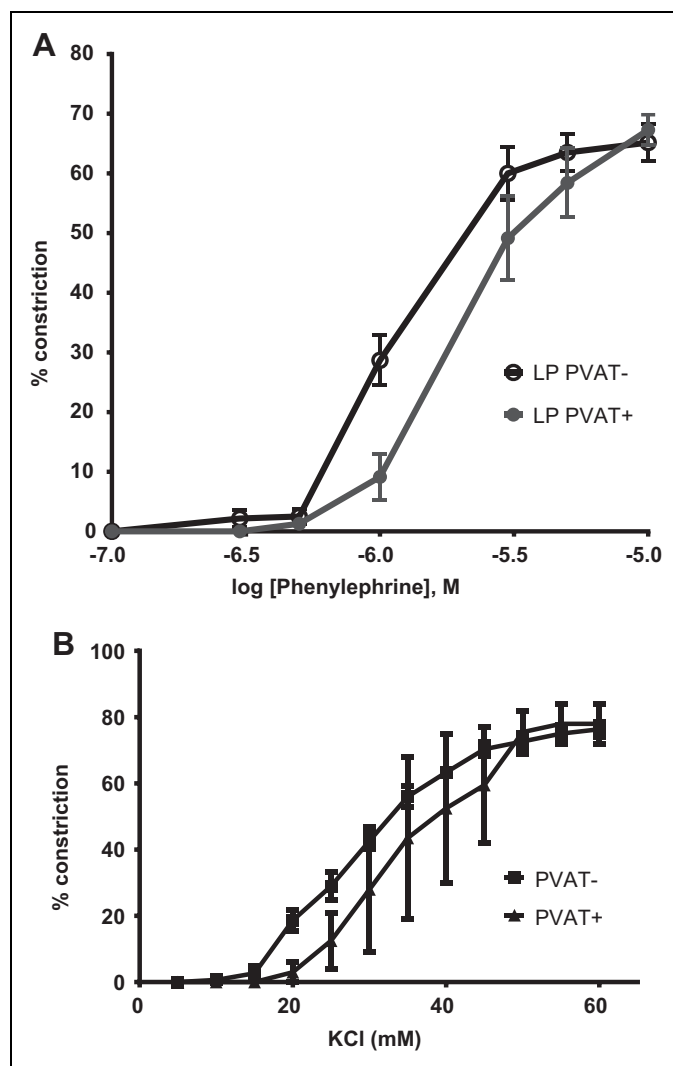 A
80
70
60
50
40
30
20
10
0
% constriction
LP PVAT-
LP PVAT+
-7.0 -6.5 -6.0 -5.5 -5.0
log [Phenylephrine], M
B
100
80
60
40
20
0
% constriction
PVAT-
PVAT+
0 20 40 60
KCl (mM)